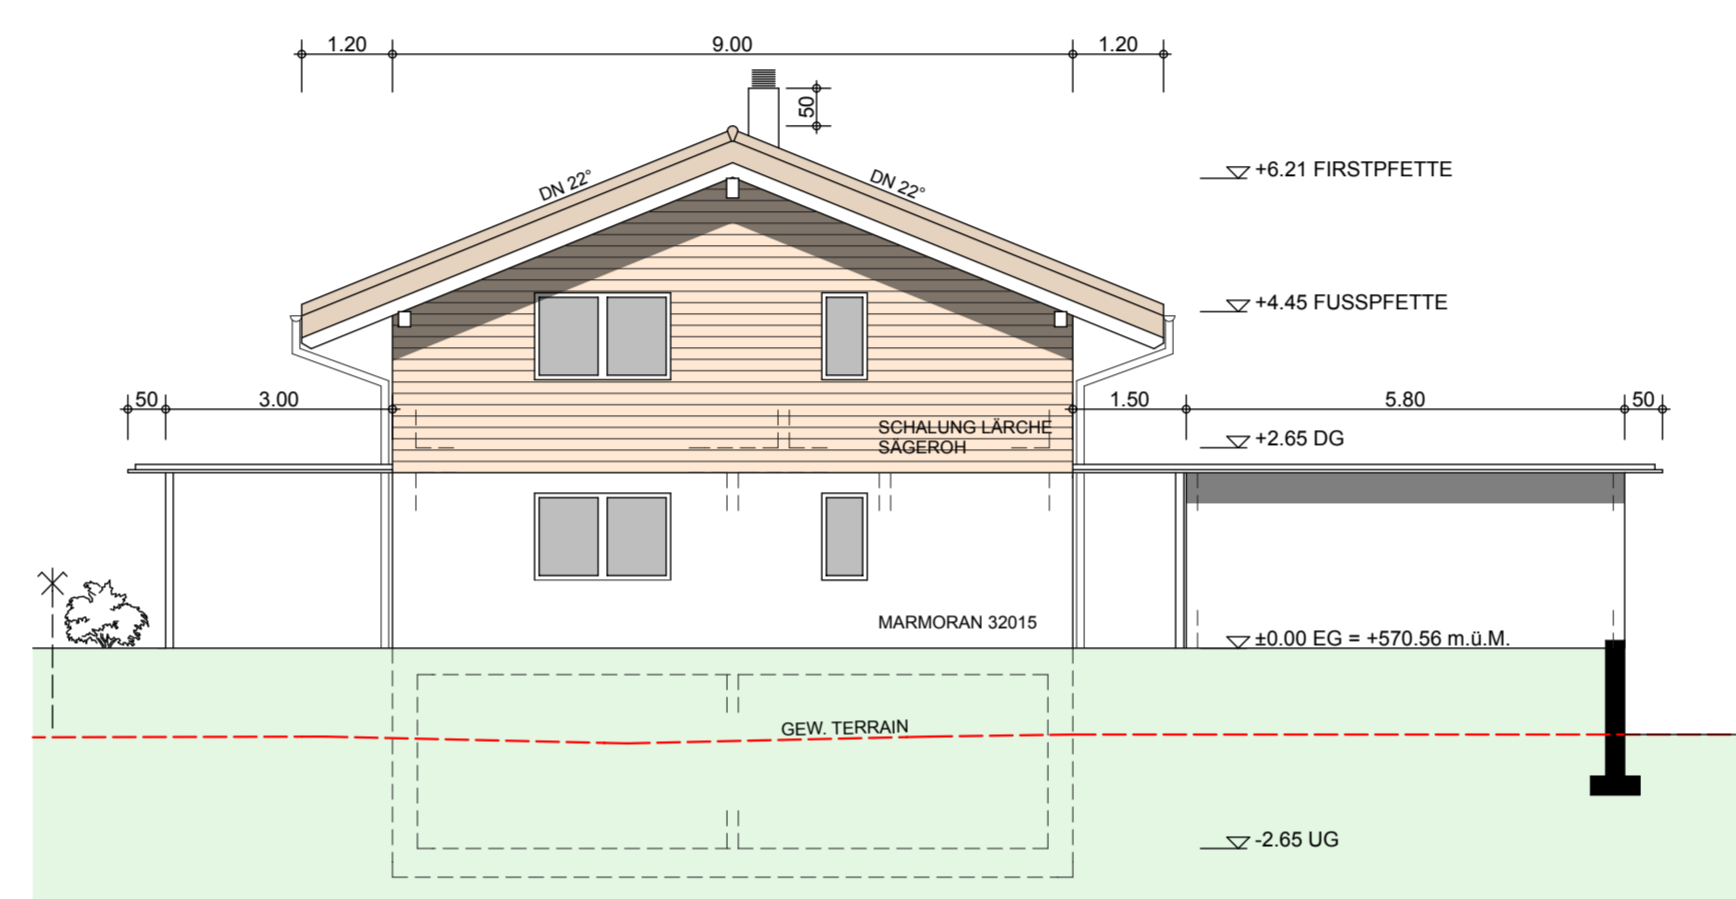 1.20
9.00
1.20
50
DN 22°
DN 22°
+6.21 FIRSTPFETTE
+4.45 FUSSPFETTE
50
3.00
1.50
5.80
50
SCHALUNG LÄRCHE
SÄGEROH
+2.65 DG
MARMORAN 32015
±0.00 EG = +570.56 m.ü.M.
GEW. TERRAIN
-2.65 UG